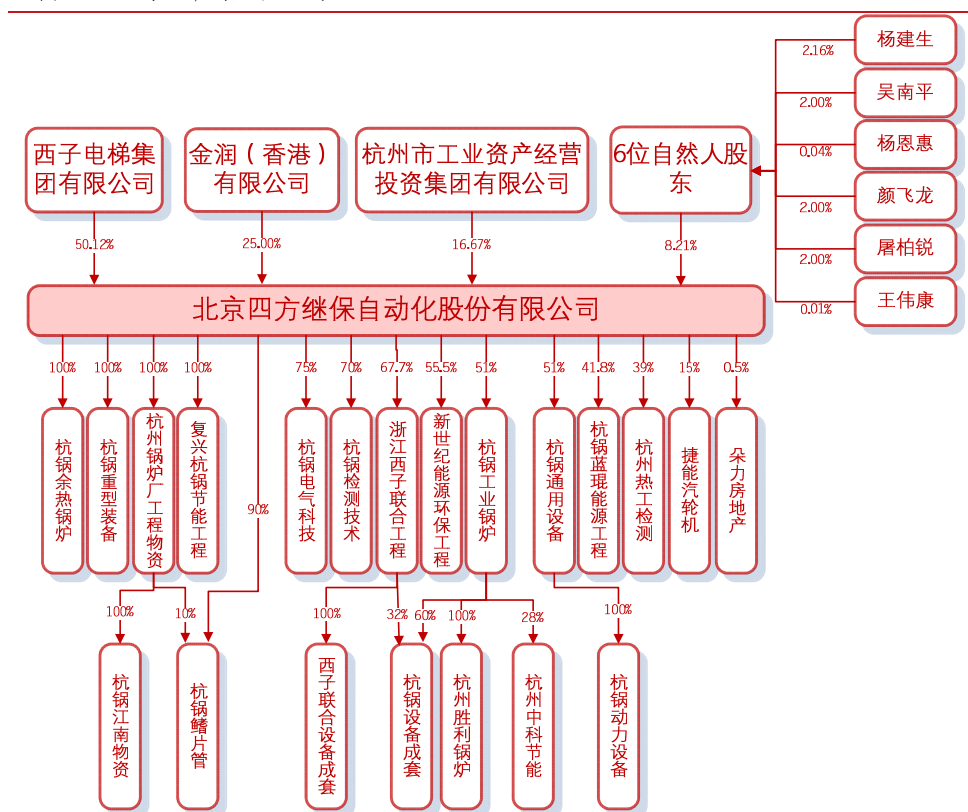 杨建生
2.16%
吴南平
2.00%
杨恩惠
0.04%
颜飞龙
2.00%
屠柏锐
2.00%
王伟康
0.01%
西子电梯集
团有限公司
金润（香港）
有限公司
杭州市工业资产经营
投资集团有限公司
6位自然人股
东
50.12%
25.00%
16.67%
8.21%
北京四方继保自动化股份有限公司
100%
100%
100%
100%
90%
75%
70%
67.7%
55.5%
51%
51%
41.8%
39%
15%
0.5%
杭锅余热锅炉
杭锅重型装备
杭州锅炉厂工程物资
复兴杭锅节能工程
杭锅电气科技
杭锅检测技术
浙江西子联合工程
新世纪能源环保工程
杭锅工业锅炉
杭锅通用设备
杭锅蓝琨能源工程
杭州热工检测
捷能汽轮机
朵力房地产
100%
10%
100%
32%
60%
100%
28%
100%
杭锅江南物资
杭锅鳍片管
西子联合设备成套
杭锅设备成套
杭州胜利锅炉
杭州中科节能
杭锅动力设备